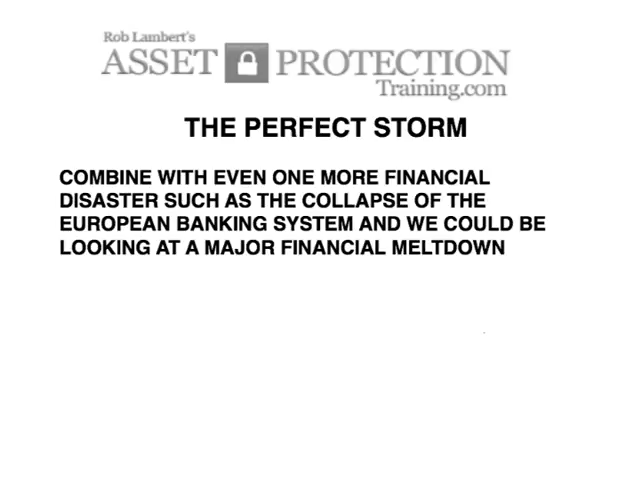 Rob Lambert's
ASSET PROTECTION
Training.com
THE PERFECT STORM
COMBINE WITH EVEN ONE MORE FINANCIAL
DISASTER SUCH AS THE COLLAPSE OF THE
EUROPEAN BANKING SYSTEM AND WE COULD BE
LOOKING AT A MAJOR FINANCIAL MELTDOWN